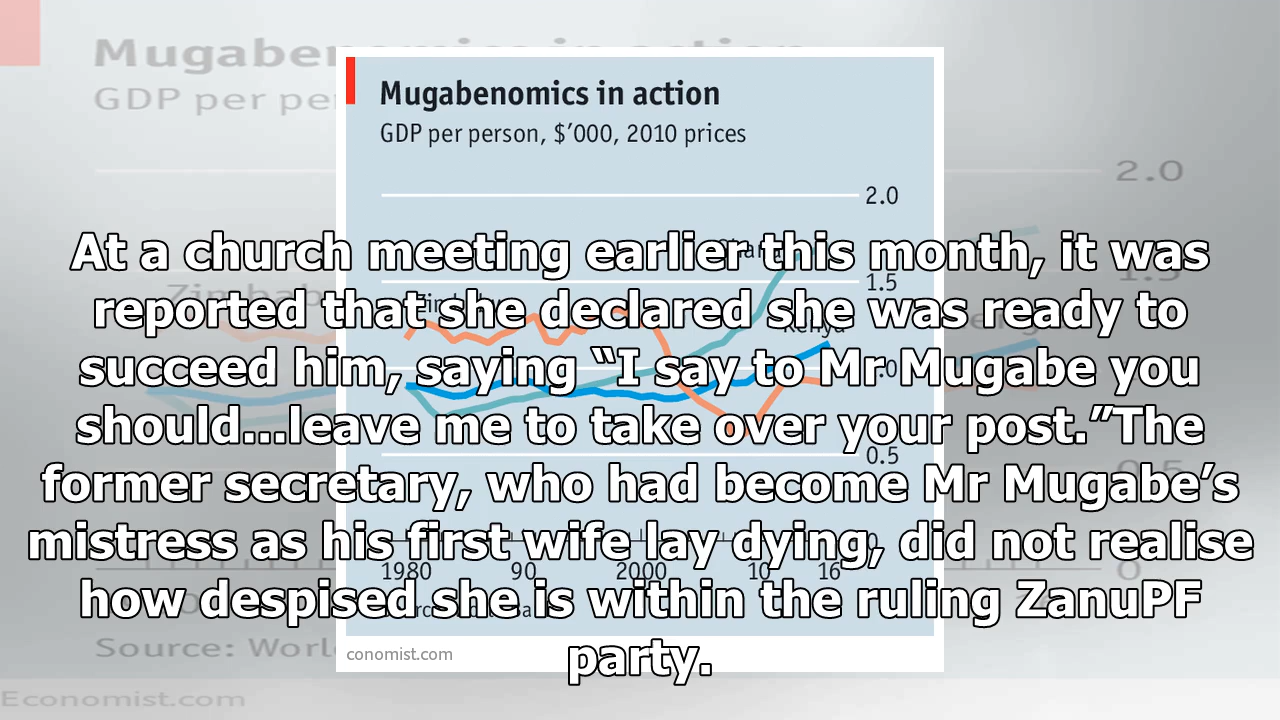 Mugabenomics in action
GDP per person, $'000, 2010 prices
2.0
1.5
0.5
0
1980 90 2000 10 16
conomist.com
At a church meeting earlier this month, it was
reported that she declared she was ready to
succeed him, saying “I say to Mr Mugabe you
should...leave me to take over your post.”The
former secretary, who had become Mr Mugabe’s
mistress as his first wife lay dying, did not realise
how despised she is within the ruling ZanuPF
party.
GDP per
2.0
0
Source:
Economist.com